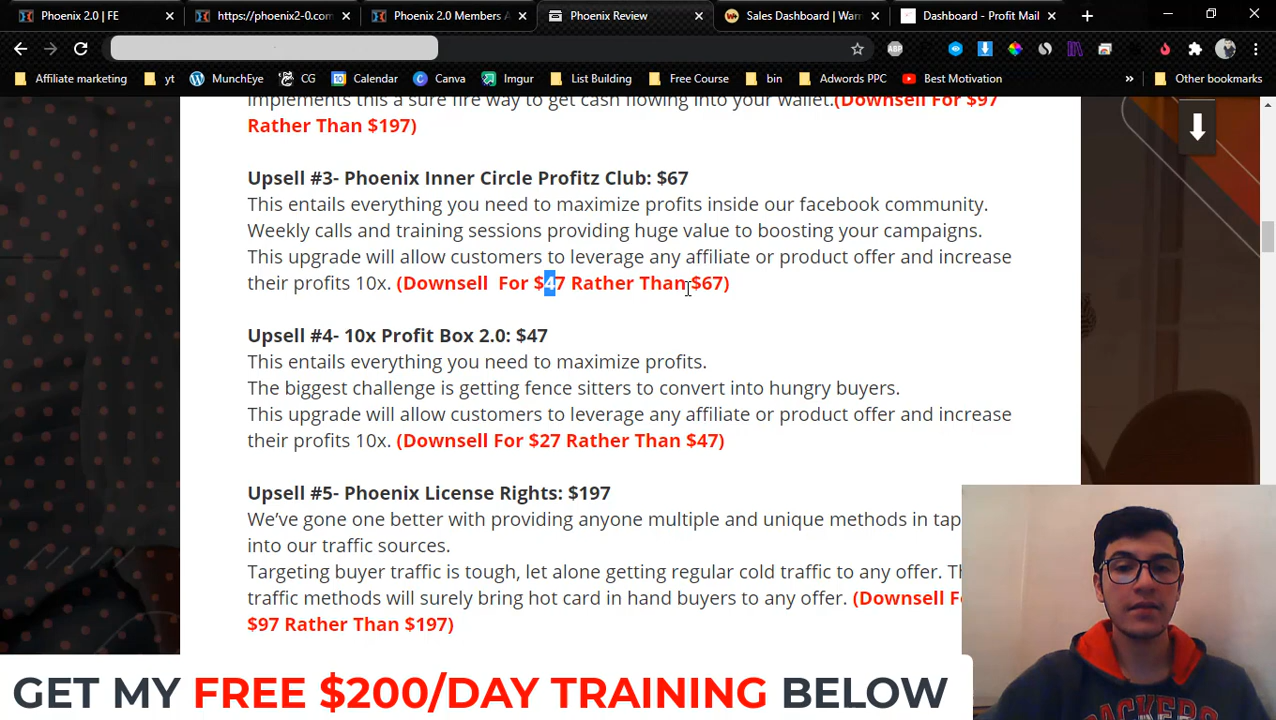 Phoenix 2.0 | FE
https://phoenix2-0.com
Phoenix 2.0 Members A
Phoenix Review
Sales Dashboard | Warr
Dashboard - Profit Mail
ABP
Affiliate marketing
yt
MunchEye
CG
Calendar
Canva
Imgur
List Building
Free Course
bin
Adwords PPC
Best Motivation
»
Other bookmarks
Implements this a sure fire way to get cash flowing into your wallet.(Downsell For $97
Rather Than $197)
Upsell #3- Phoenix Inner Circle Profitz Club: $67
This entails everything you need to maximize profits inside our facebook community.
Weekly calls and training sessions providing huge value to boosting your campaigns.
This upgrade will allow customers to leverage any affiliate or product offer and increase
their profits 10x. (Downsell For $47 Rather Than $67)
Upsell #4- 10x Profit Box 2.0: $47
This entails everything you need to maximize profits.
The biggest challenge is getting fence sitters to convert into hungry buyers.
This upgrade will allow customers to leverage any affiliate or product offer and increase
their profits 10x. (Downsell For $27 Rather Than $47)
Upsell #5- Phoenix License Rights: $197
We've gone one better with providing anyone multiple and unique methods in tap
into our traffic sources.
Targeting buyer traffic is tough, let alone getting regular cold traffic to any offer. Th
traffic methods will surely bring hot card in hand buyers to any offer. (Downsell Fo
$97 Rather Than $197)
GET MY FREE $200/DAY TRAINING BELOW
PACKERS